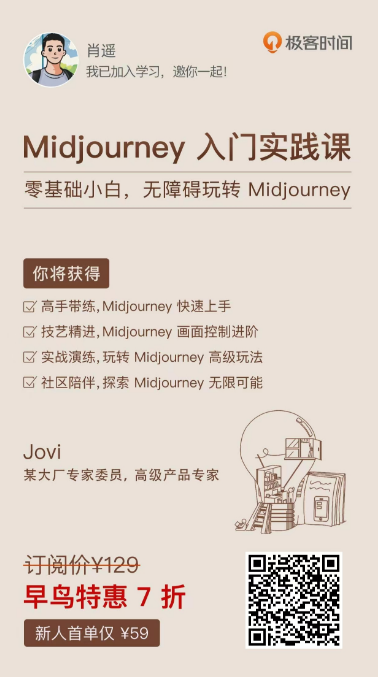 肖遥
我已加入学习，邀你一起！
极客时间
Midjourney 入门实践课
零基础小白，无障碍玩转 Midjourney
你将获得
高手带练, Midjourney 快速上手
技艺精进, Midjourney 画面控制进阶
实战演练, 玩转 Midjourney 高级玩法
社区陪伴, 探索 Midjourney 无限可能
Jovi
某大厂专家委员，高级产品专家
订阅价¥129
早鸟特惠 7 折
新人首单仅 ¥59